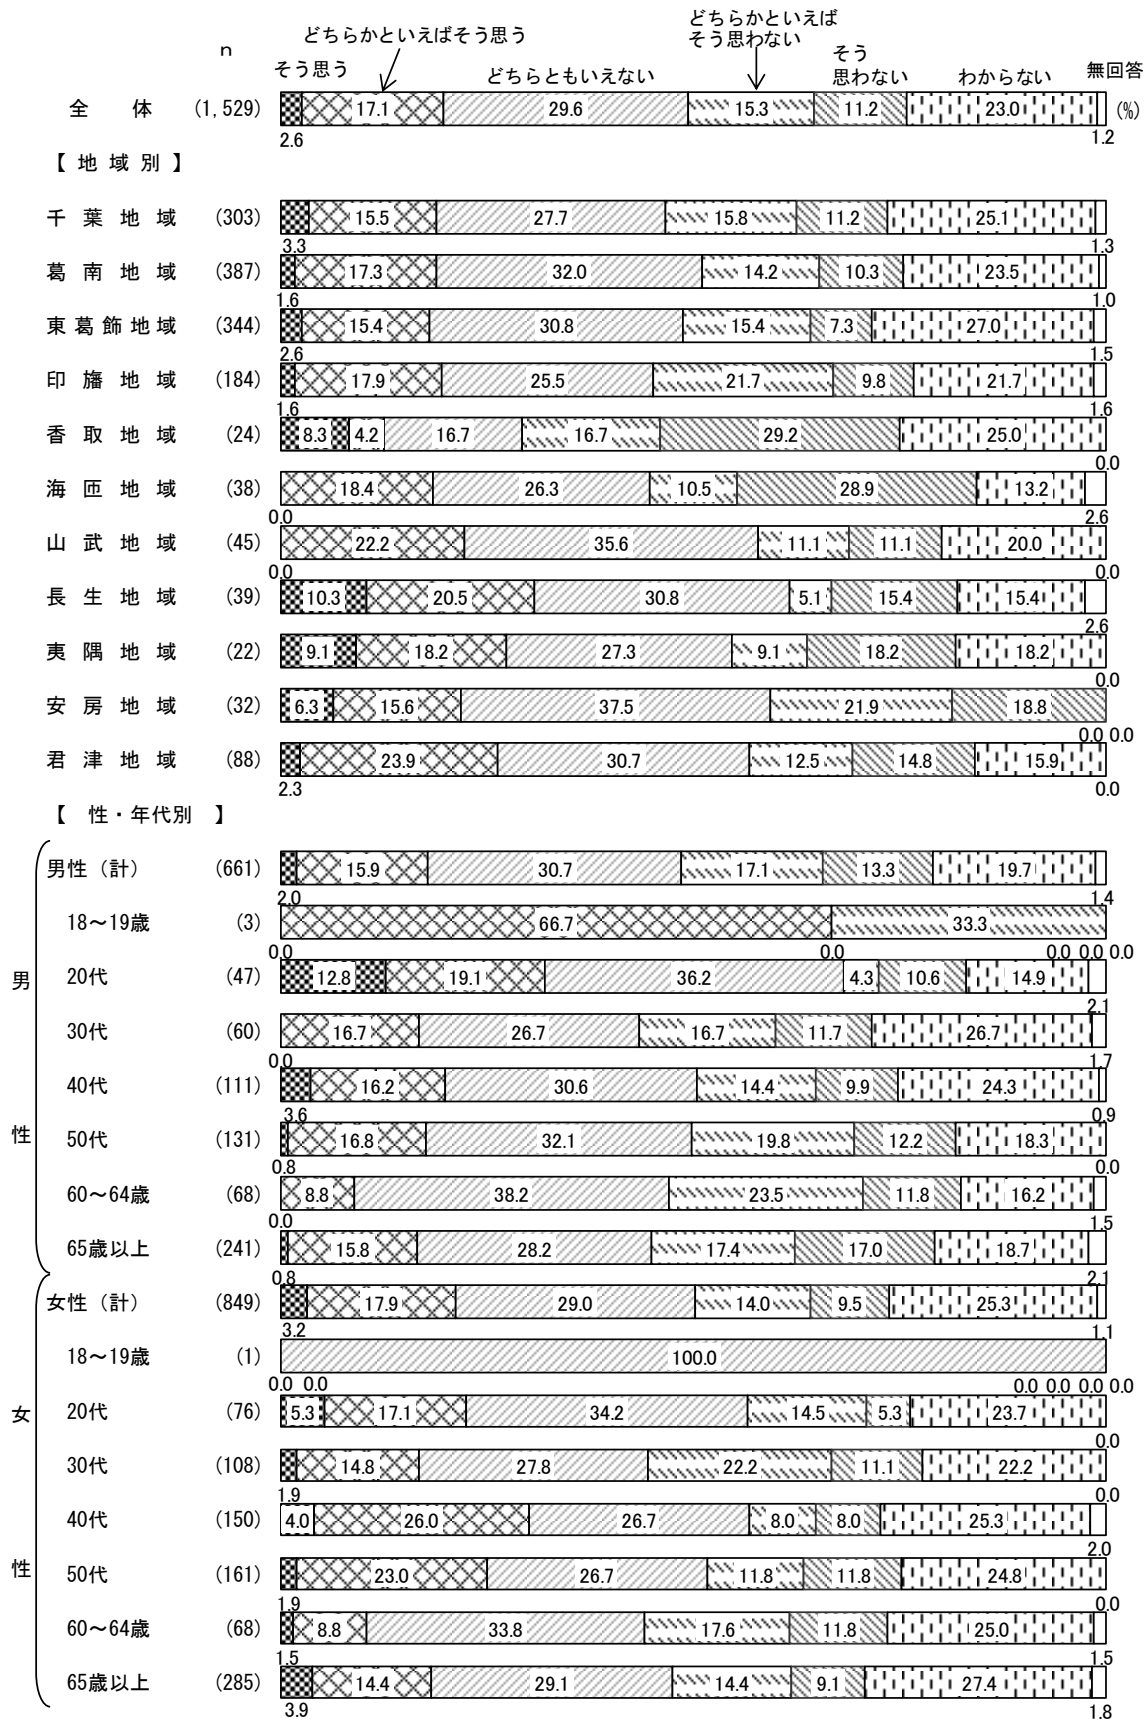 どちらかといえばそう思う
どちらかといえば
そう思わない
n
そう思う
どちらともいえない
そう
思わない
わからない
無回答
全 体 (1,529) 17.1 29.6 15.3 11.2 23.0 (%)
2.6 1.2
【 地 域 別 】
千 葉 地 域 (303) 15.5 27.7 15.8 11.2 25.1
3.3 1.3
葛 南 地 域 (387) 17.3 32.0 14.2 10.3 23.5
1.6 1.0
東 葛 飾 地 域 (344) 15.4 30.8 15.4 7.3 27.0
2.6 1.5
印 旛 地 域 (184) 17.9 25.5 21.7 9.8 21.7
1.6 1.6
香 取 地 域 (24) 8.3 4.2 16.7 16.7 29.2 25.0
0.0
海 匝 地 域 (38) 18.4 26.3 10.5 28.9 13.2
0.0 2.6
山 武 地 域 (45) 22.2 35.6 11.1 11.1 20.0
0.0 0.0
長 生 地 域 (39) 10.3 20.5 30.8 5.1 15.4 15.4
2.6
夷 隅 地 域 (22) 9.1 18.2 27.3 9.1 18.2 18.2
0.0
安 房 地 域 (32) 6.3 15.6 37.5 21.9 18.8
0.0 0.0
君 津 地 域 (88) 23.9 30.7 12.5 14.8 15.9
2.3 0.0
【 性・年代別 】
男性（計） (661) 15.9 30.7 17.1 13.3 19.7
2.0 1.4
18～19歳 (3) 66.7 33.3
0.0 0.0 0.0 0.0 0.0
男
20代 (47) 12.8 19.1 36.2 4.3 10.6 14.9
2.1
30代 (60) 16.7 26.7 16.7 11.7 26.7
0.0 1.7
40代 (111) 16.2 30.6 14.4 9.9 24.3
3.6 0.9
性
50代 (131) 16.8 32.1 19.8 12.2 18.3
0.8 0.0
60～64歳 (68) 8.8 38.2 23.5 11.8 16.2
0.0 1.5
65歳以上 (241) 15.8 28.2 17.4 17.0 18.7
0.8 2.1
女性（計） (849) 17.9 29.0 14.0 9.5 25.3
3.2 1.1
18～19歳 (1) 100.0
0.0 0.0 0.0 0.0 0.0 0.0
女
20代 (76) 5.3 17.1 34.2 14.5 5.3 23.7
0.0
30代 (108) 14.8 27.8 22.2 11.1 22.2
1.9 0.0
40代 (150) 4.0 26.0 26.7 8.0 8.0 25.3
2.0
性
50代 (161) 23.0 26.7 11.8 11.8 24.8
1.9 0.0
60～64歳 (68) 8.8 33.8 17.6 11.8 25.0
1.5 1.5
65歳以上 (285) 14.4 29.1 14.4 9.1 27.4
3.9 1.8